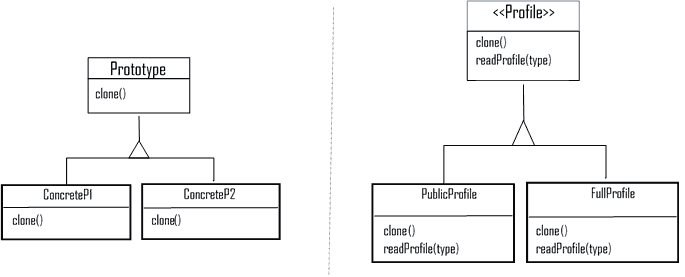 Prototype
clone()
ConcreteP1
clone()
ConcreteP2
clone()
<<Profile>>
clone()
readProfile(type)
PublicProfile
clone()
readProfile(type)
FullProfile
clone()
readProfile(type)